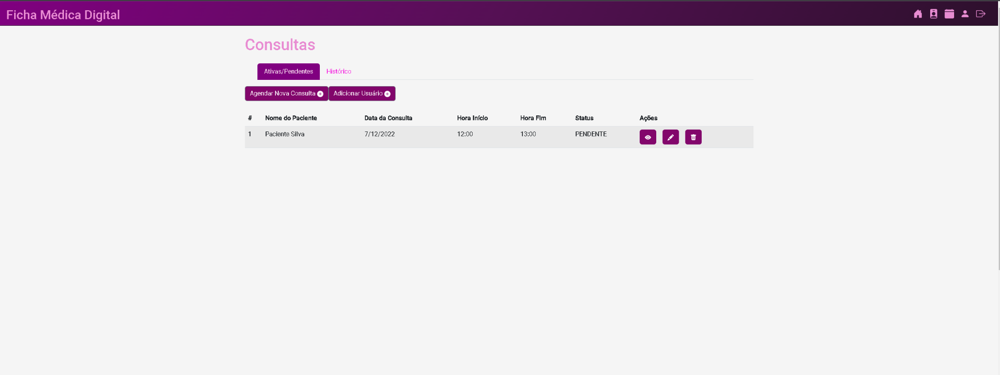 Ficha Médica Digital
Consultas
Ativas/Pendentes Histórico
Agendar Nova Consulta Adicionar Usuário
# Nome do Paciente Data da Consulta Hora Início Hora Fim Status Ações
1 Paciente Silva 7/12/2022 12:00 13:00 PENDENTE